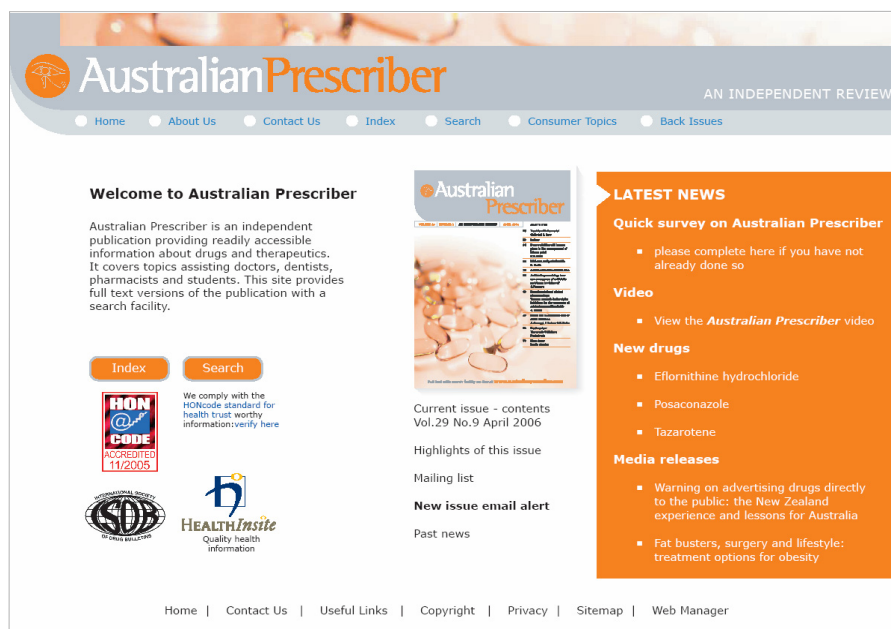 AustralianPrescriber
AN INDEPENDENT REVIEW
Home
About Us
Contact Us
Index
Search
Consumer Topics
Back Issues
Welcome to Australian Prescriber
Australian Prescriber is an independent
publication providing readily accessible
information about drugs and therapeutics.
It covers topics assisting doctors, dentists,
pharmacists and students. This site provides
full text versions of the publication with a
search facility.
Index
Search
HON
@
CODE
ACCREDITED
11/2005
We comply with the
HONcode standard for
health trust worthy
information:verify here
INTERNATIONAL SOCIETY
ISDB
OF DRUG BULLETINS
HEALTHInsite
Quality health
information
Australian
Prescriber
Current issue - contents
Vol.29 No.9 April 2006
Highlights of this issue
Mailing list
New issue email alert
Past news
LATEST NEWS
Quick survey on Australian Prescriber
please complete here if you have not
already done so
Video
View the Australian Prescriber video
New drugs
Eflornithine hydrochloride
Posaconazole
Tazarotene
Media releases
Warning on advertising drugs directly
to the public: the New Zealand
experience and lessons for Australia
Fat busters, surgery and lifestyle:
treatment options for obesity
Home | Contact Us | Useful Links | Copyright | Privacy | Sitemap | Web Manager